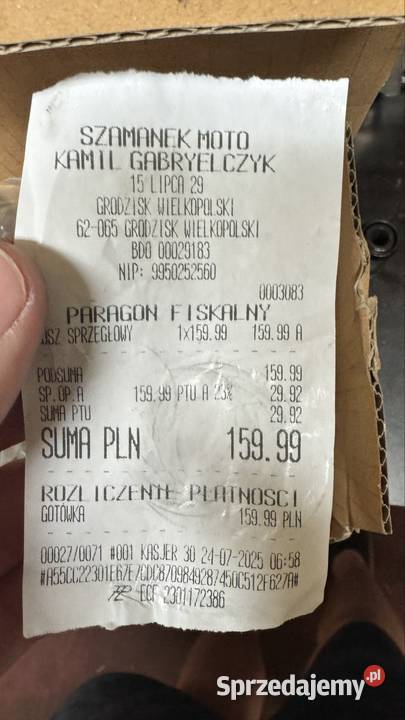 SZAMANEK MOTO
KAMIL GABRYELCZYK
15 LIPCA 29
GRODZISK WIELKOPOLSKI
62-065 GRODZISK WIELKOPOLSKI
BDO 00029183
NIP: 9950252560
0003083
PARAGON FISKALNY
SPRZĘGŁOWY 1x159.99 159.99 A
PODSUMA 159.99
SP.OP.A 159.99 PTU A 23% 29.92
SUMA PTU 29.92
SUMA PLN 159.99
ROZLICZENIE PŁATNOŚCI
GOTÓWKA 159.99 PLN
00027/0071 #001 KASJER 30 24-07-2025 06:58
ECF 2301172386
Sprzedajemy.pl